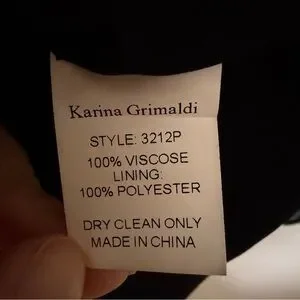 Karina Grimaldi
STYLE: 3212P
100% VISCOSE
LINING:
100% POLYESTER
DRY CLEAN ONLY
MADE IN CHINA